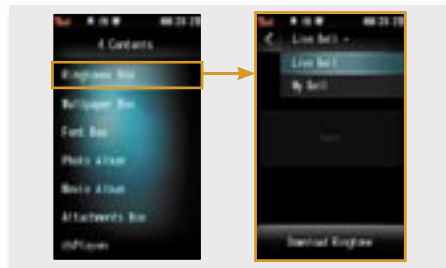 4 Contents
Ringtones Box
Wallpaper Box
Font Box
Photo Album
Movie Album
Attachments Box
Live Bell
Live Bell
My Bell
Download Ringtone